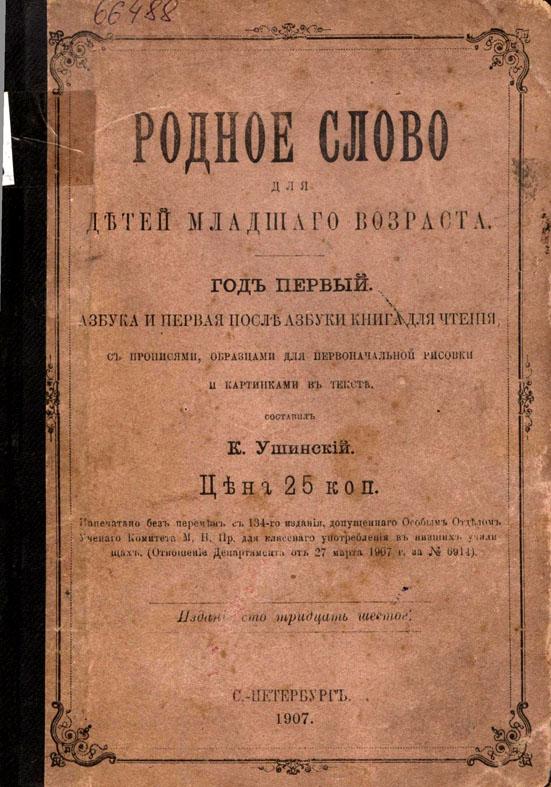 66488
РОДНОЕ СЛОВО
ДЛЯ
ДѢТЕЙ МЛАДШАГО ВОЗРАСТА.
ГОДЪ ПЕРВЫЙ.
АЗБУКА И ПЕРВАЯ ПОСЛѢ АЗБУКИ КНИГА ДЛЯ ЧТЕНІЯ,
СЪ ПРОПИСЯМИ, ОБРАЗЦАМИ ДЛЯ ПЕРВОНАЧАЛЬНОЙ РИСОВКИ
И КАРТИНКАМИ ВЪ ТЕКСТѢ.
СОСТАВИЛЪ
К. Ушинскій.
Цѣна 25 коп.
Напечатано безъ перемѣнъ съ 134-го изданія, допущеннаго Особымъ Отдѣломъ
Ученаго Комитета М. Н. Пр. для класснаго употребленія въ низшихъ учили
щахъ. (Отношеніе Департамента отъ 27 марта 1907 г. за № 6914).
Изданіе сто тридцать шестое.
С.-ПЕТЕРБУРГЪ.
1907.